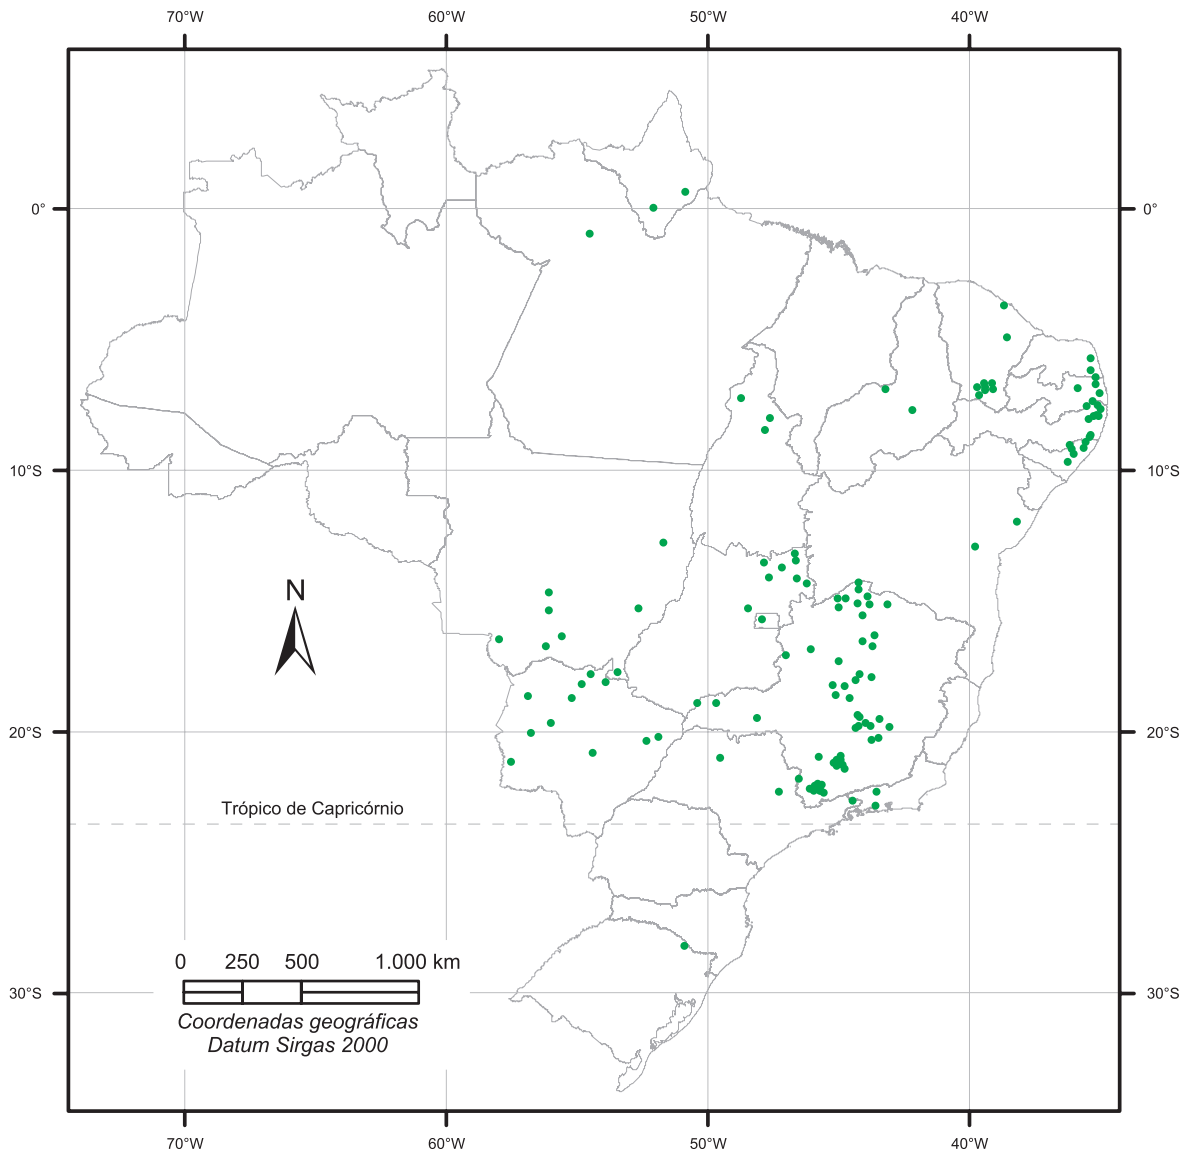 70°W 60°W 50°W 40°W
0° 0°
10°S 10°S
N
20°S 20°S
Trópico de Capricórnio
0 250 500 1.000 km
30°S 30°S
Coordenadas geográficas
Datum Sirgas 2000
70°W 60°W 50°W 40°W